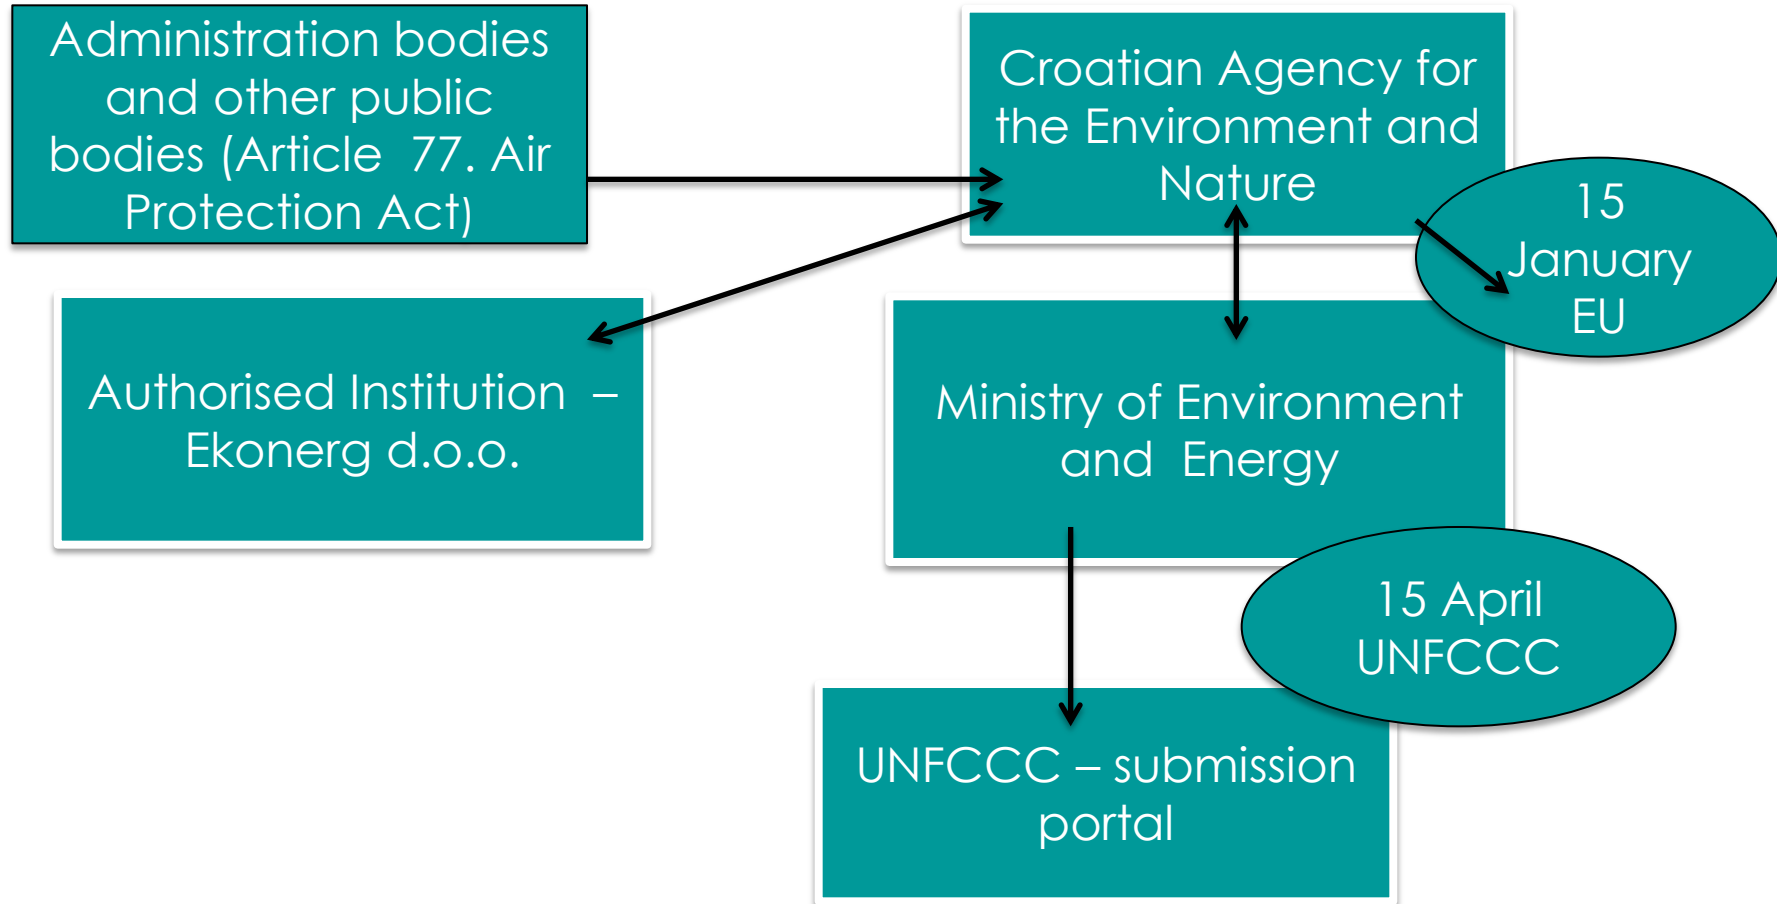 Administration bodies
and other public
bodies (Article 77. Air
Protection Act)
Croatian Agency for
the Environment and
Nature
15
January
EU
Authorised Institution –
Ekonerg d.o.o.
Ministry of Environment
and Energy
15 April
UNFCCC
UNFCCC – submission
portal